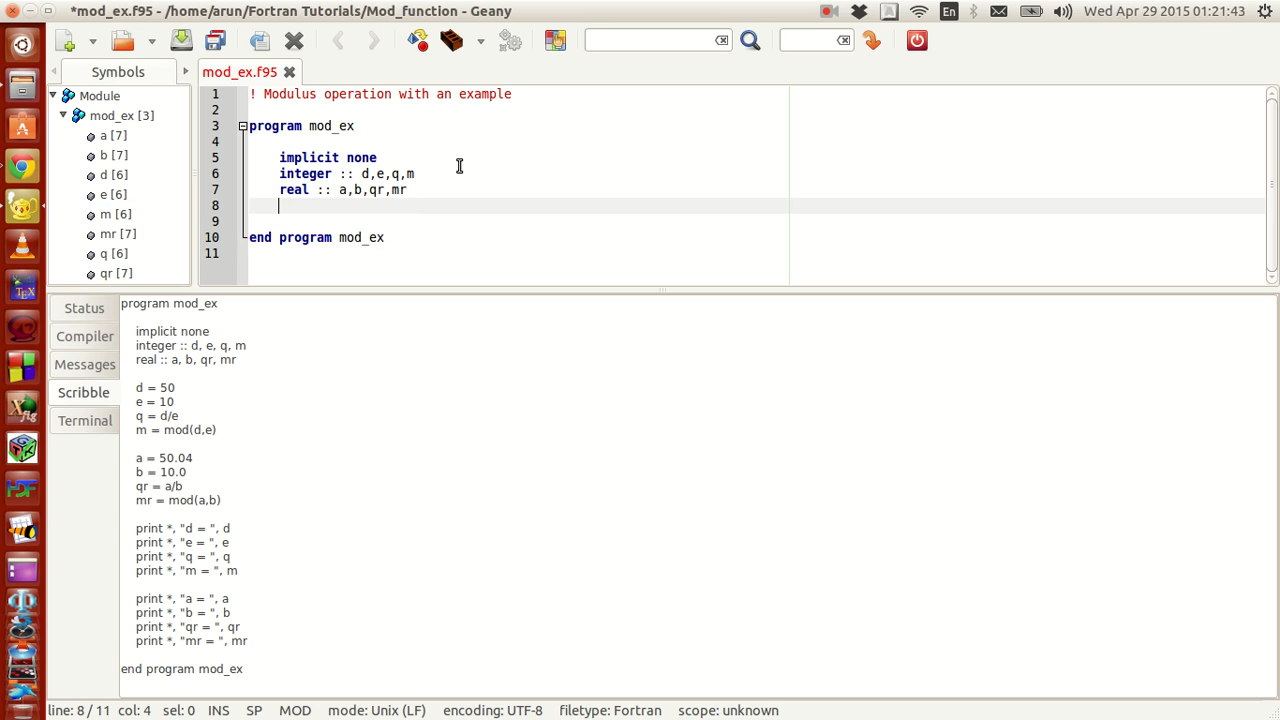 *mod_ex.f95 - /home/arun/Fortran Tutorials/Mod_function - Geany
En
Wed Apr 29 2015 01:21:43
Symbols
mod_ex.f95
Module
mod_ex [3]
a [7]
b [7]
d [6]
e [6]
m [6]
mr [7]
q [6]
qr [7]
1 ! Modulus operation with an example
2
3 program mod_ex
4
5 implicit none
6 integer :: d,e,q,m
7 real :: a,b,qr,mr
8
9
10 end program mod_ex
11
Status
Compiler
Messages
Scribble
Terminal
program mod_ex
implicit none
integer :: d, e, q, m
real :: a, b, qr, mr
d = 50
e = 10
q = d/e
m = mod(d,e)
a = 50.04
b = 10.0
qr = a/b
mr = mod(a,b)
print *, "d = ", d
print *, "e = ", e
print *, "q = ", q
print *, "m = ", m
print *, "a = ", a
print *, "b = ", b
print *, "qr = ", qr
print *, "mr = ", mr
end program mod_ex
line: 8 / 11 col: 4 sel: 0 INS SP MOD mode: Unix (LF) encoding: UTF-8 filetype: Fortran scope: unknown